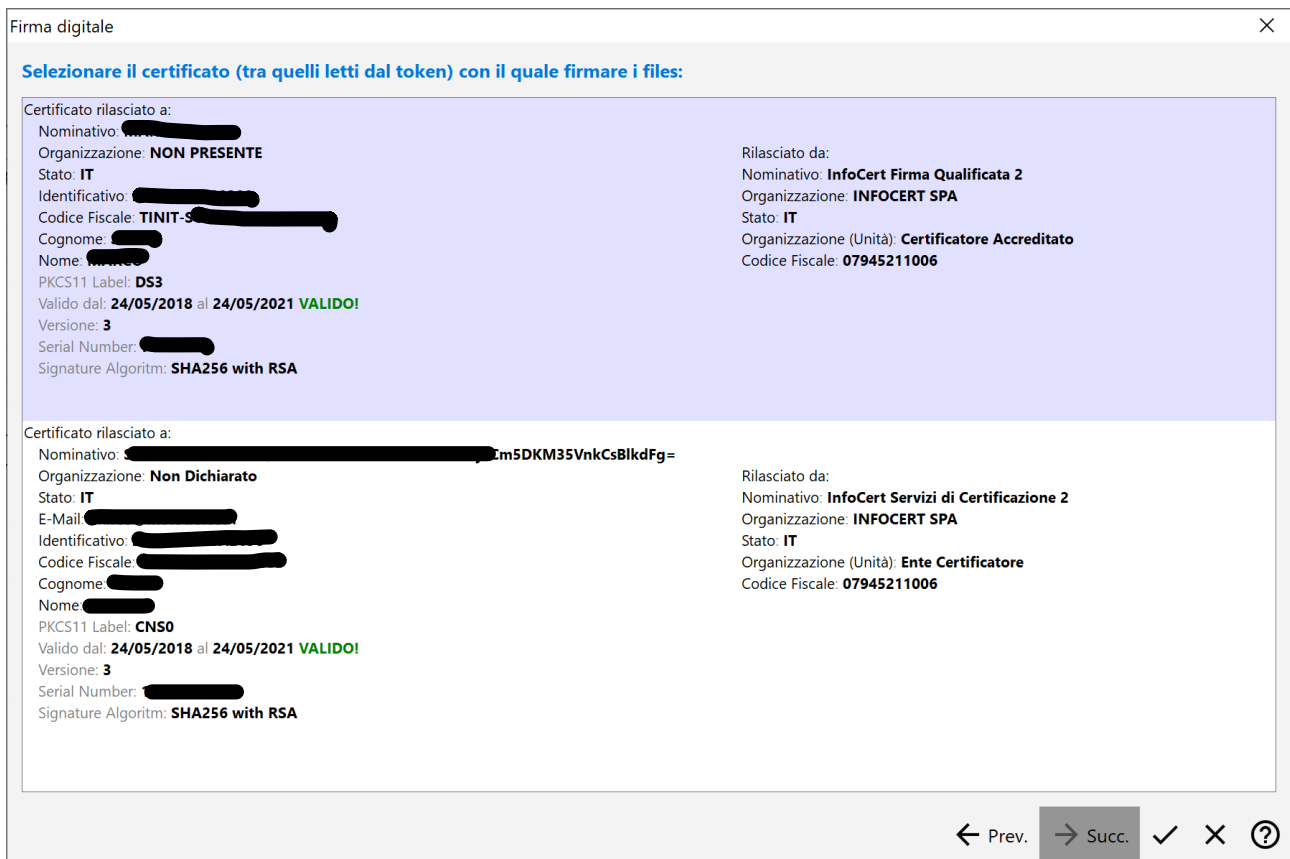 Firma digitale
Selezionare il certificato (tra quelli letti dal token) con il quale firmare i files:
Certificato rilasciato a:
Nominativo:
Organizzazione: NON PRESENTE
Stato: IT
Identificativo:
Codice Fiscale: TINIT-S
Cognome:
Nome:
PKCS11 Label: DS3
Valido dal: 24/05/2018 al 24/05/2021 VALIDO!
Versione: 3
Serial Number:
Signature Algoritm: SHA256 with RSA
Rilasciato da:
Nominativo: InfoCert Firma Qualificata 2
Organizzazione: INFOCERT SPA
Stato: IT
Organizzazione (Unità): Certificatore Accreditato
Codice Fiscale: 07945211006
Certificato rilasciato a:
Nominativo: Cm5DKM35VnkCsBlkdFg=
Organizzazione: Non Dichiarato
Stato: IT
E-Mail:
Identificativo:
Codice Fiscale:
Cognome:
Nome:
PKCS11 Label: CNS0
Valido dal: 24/05/2018 al 24/05/2021 VALIDO!
Versione: 3
Serial Number:
Signature Algoritm: SHA256 with RSA
Rilasciato da:
Nominativo: InfoCert Servizi di Certificazione 2
Organizzazione: INFOCERT SPA
Stato: IT
Organizzazione (Unità): Ente Certificatore
Codice Fiscale: 07945211006
Prev.
Succ.